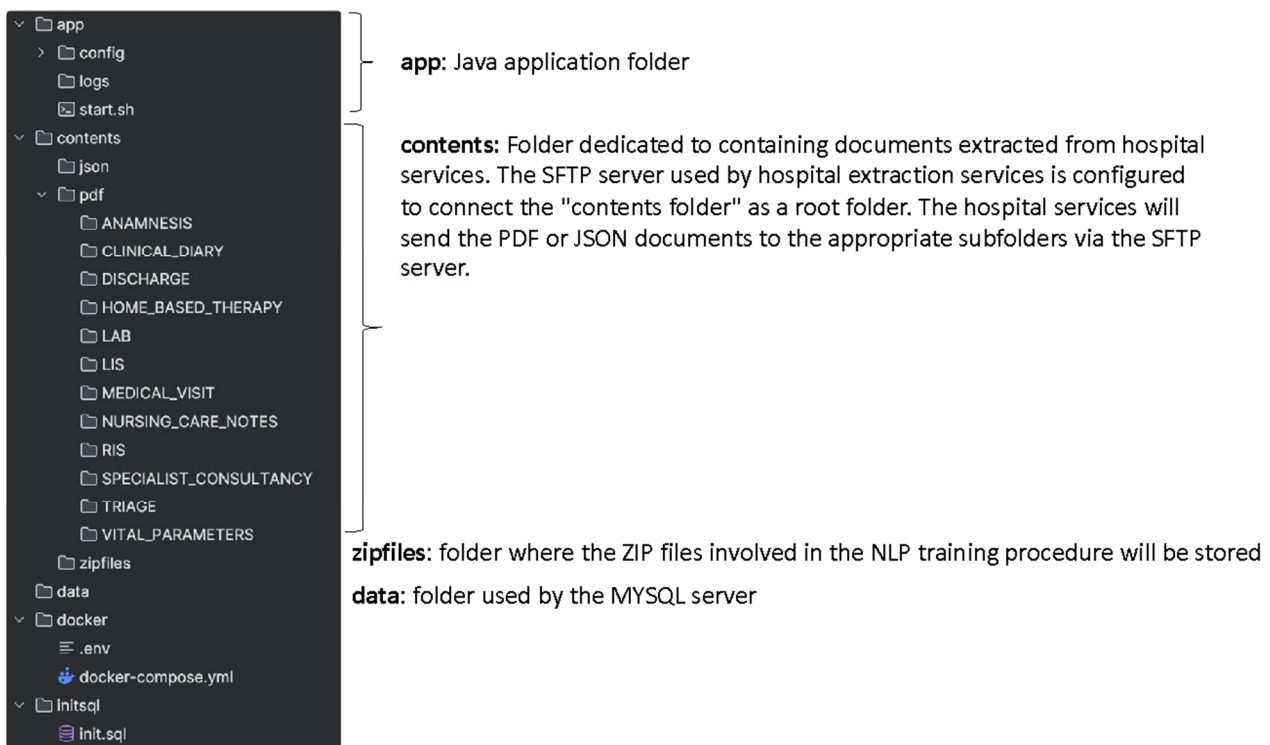 app
config
logs
start.sh
contents
json
pdf
ANAMNESIS
CLINICAL_DIARY
DISCHARGE
HOME_BASED_THERAPY
LAB
LIS
MEDICAL_VISIT
NURSING_CARE_NOTES
RIS
SPECIALIST_CONSULTANCY
TRIAGE
VITAL_PARAMETERS
zipfiles
data
docker
.env
docker-compose.yml
initsql
init.sql
app: Java application folder
contents: Folder dedicated to containing documents extracted from hospital
services. The SFTP server used by hospital extraction services is configured
to connect the "contents folder" as a root folder. The hospital services will
send the PDF or JSON documents to the appropriate subfolders via the SFTP
server.
zipfiles: folder where the ZIP files involved in the NLP training procedure will be stored
data: folder used by the MYSQL server